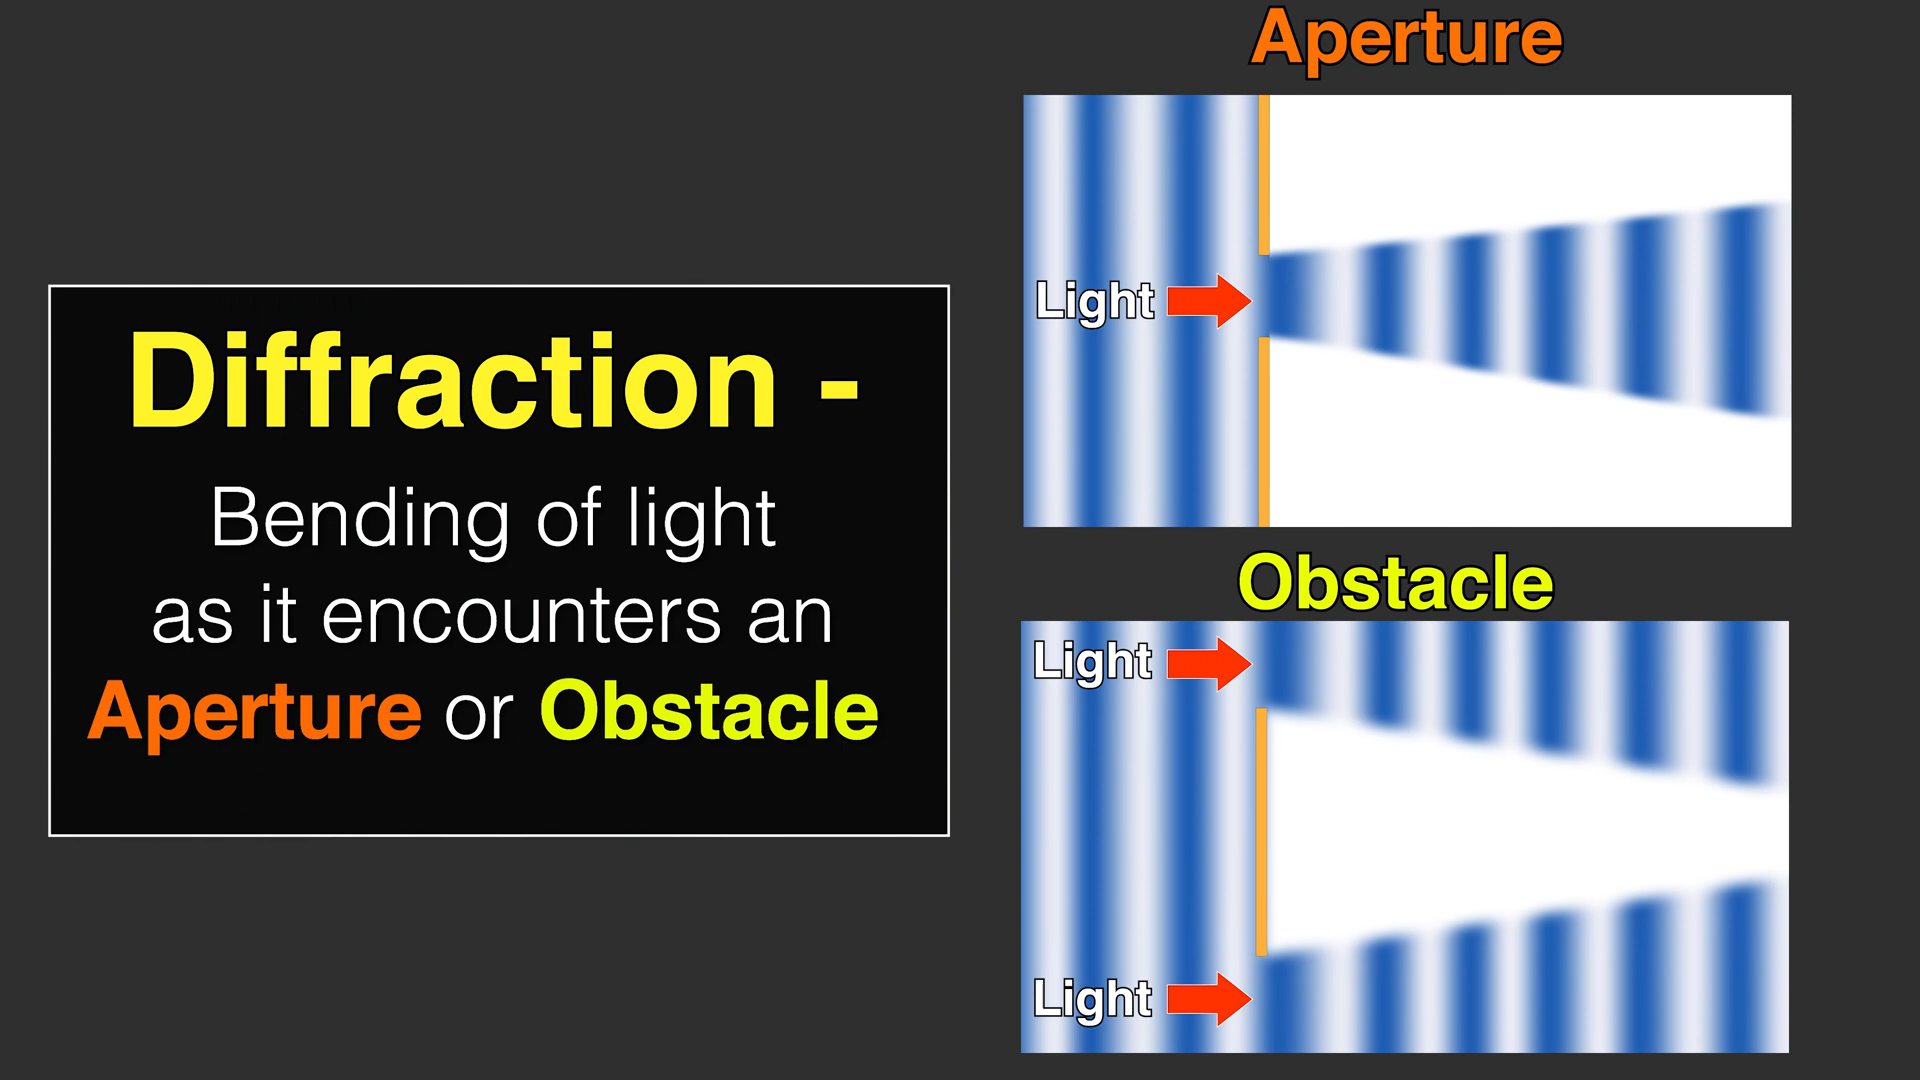 Diffraction -
Bending of light
as it encounters an
Aperture or Obstacle
Aperture
Light
Obstacle
Light
Light